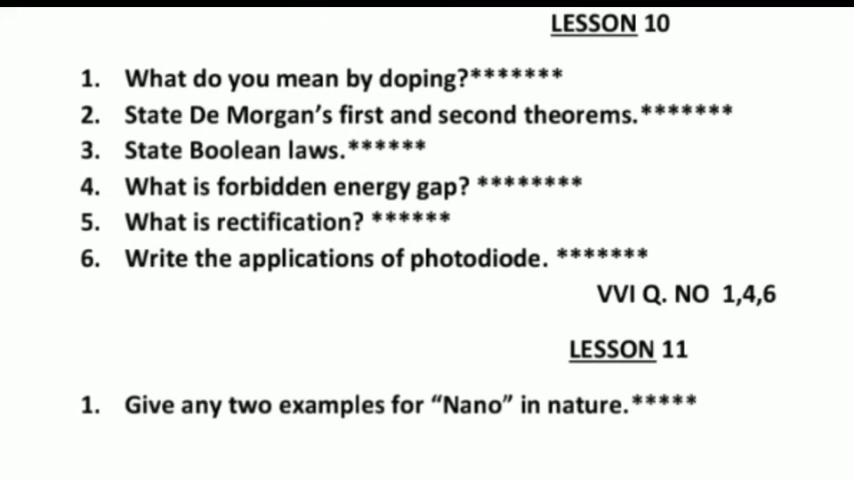 LESSON 10
1. What do you mean by doping?*******
2. State De Morgan’s first and second theorems.*******
3. State Boolean laws.******
4. What is forbidden energy gap? ********
5. What is rectification? ******
6. Write the applications of photodiode. *******
VVI Q. NO 1,4,6
LESSON 11
1. Give any two examples for “Nano” in nature.*****